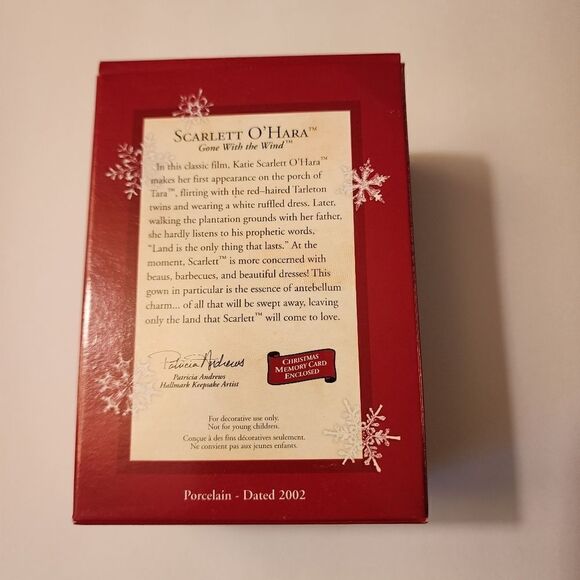 SCARLETT O'HARA™
Gone With the Wind™
In this classic film, Katie Scarlett O'Hara™
makes her first appearance on the porch of
Tara™, flirting with the red–haired Tarleton
twins and wearing a white ruffled dress. Later,
walking the plantation grounds with her father,
she hardly listens to his prophetic words,
"Land is the only thing that lasts." At the
moment, Scarlett™ is more concerned with
beaus, barbecues, and beautiful dresses! This
gown in particular is the essence of antebellum
charm... of all that will be swept away, leaving
only the land that Scarlett™ will come to love.
Patricia Andrews
Patricia Andrews
Hallmark Keepsake Artist
CHRISTMAS
MEMORY CARD
ENCLOSED
For decorative use only.
Not for young children.
Conçue à des fins décoratives seulement.
Ne convient pas aux jeunes enfants.
Porcelain - Dated 2002